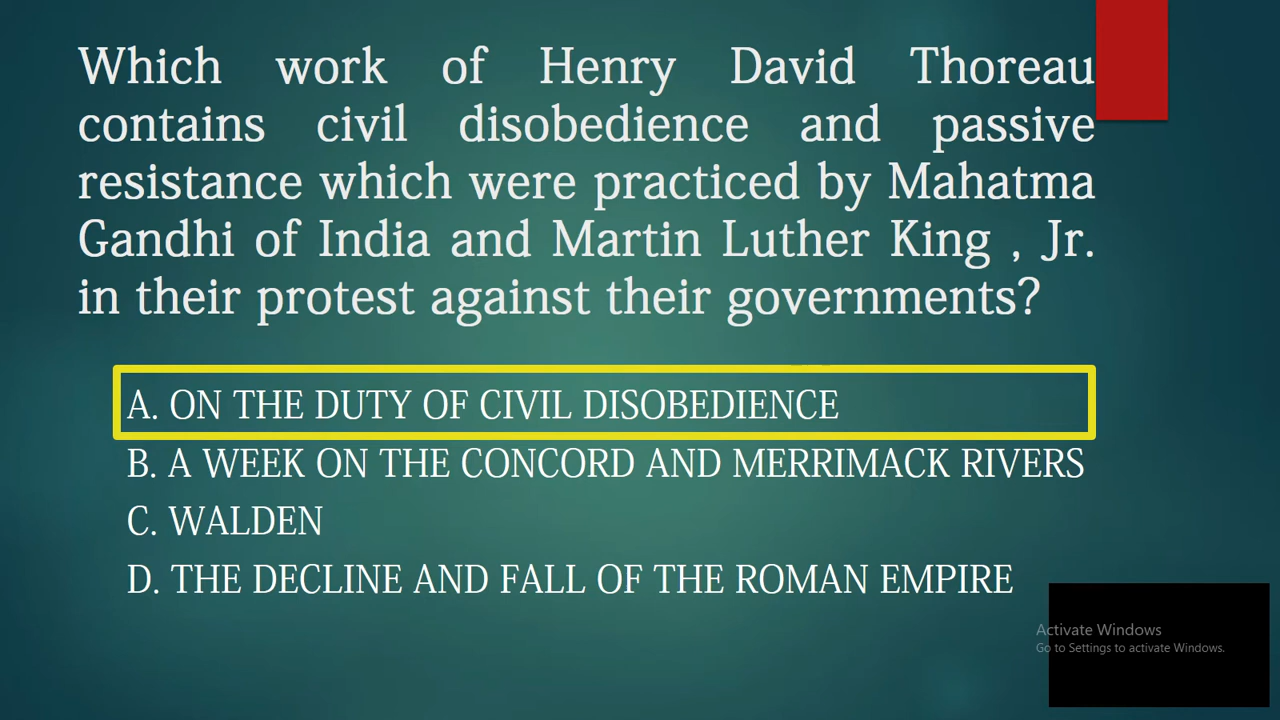 Which work of Henry David Thoreau
contains civil disobedience and passive
resistance which were practiced by Mahatma
Gandhi of India and Martin Luther King , Jr.
in their protest against their governments?
A. ON THE DUTY OF CIVIL DISOBEDIENCE
B. A WEEK ON THE CONCORD AND MERRIMACK RIVERS
C. WALDEN
D. THE DECLINE AND FALL OF THE ROMAN EMPIRE
Activate Windows
Go to Settings to activate Windows.